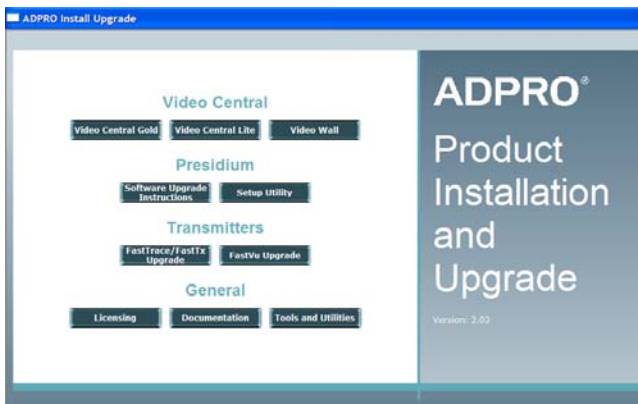 ADPRO Install Upgrade
Video Central
Video Central Gold
Video Central Lite
Video Wall
Presidium
Software Upgrade
Instructions
Setup Utility
Transmitters
FastTrace/FastTx
Upgrade
FastVu Upgrade
General
Licensing
Documentation
Tools and Utilities
ADPRO®
Product
Installation
and
Upgrade
Version: 2.03